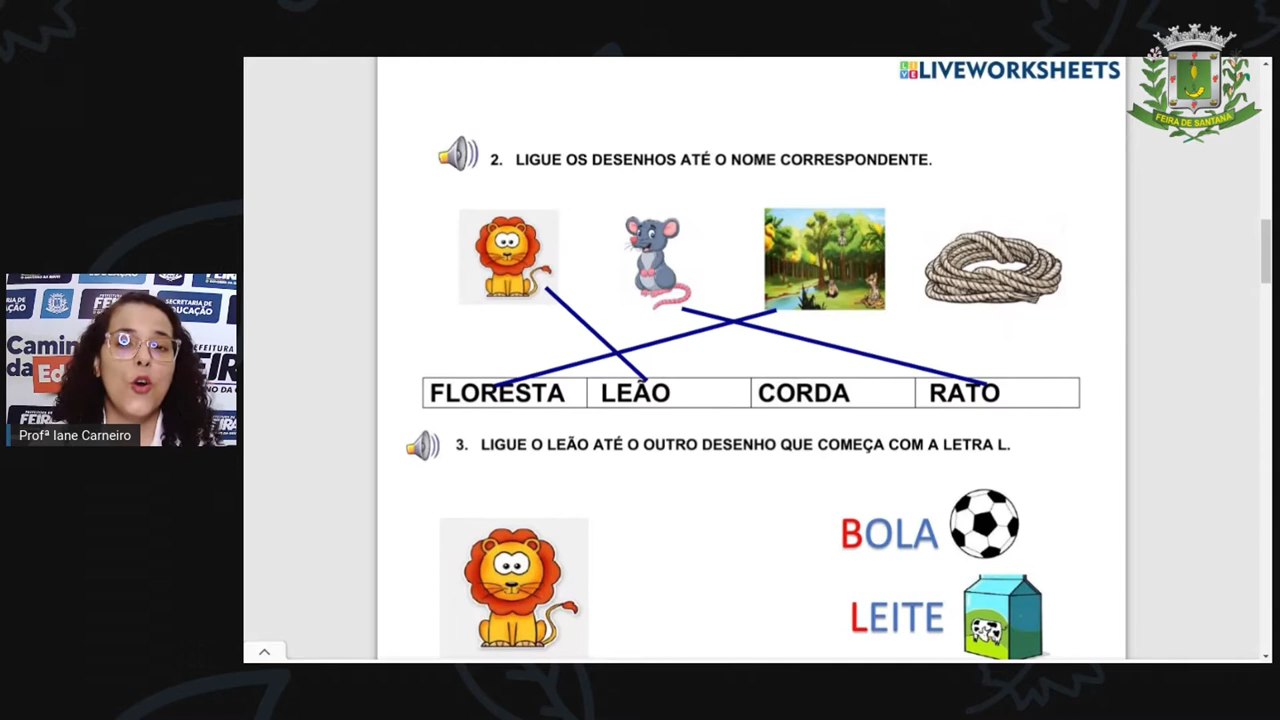 LIVEWORKSHEETS
FEIRA DE SANTANA
2. LIGUE OS DESENHOS ATÉ O NOME CORRESPONDENTE.
FLORESTA LEÃO CORDA RATO
3. LIGUE O LEÃO ATÉ O OUTRO DESENHO QUE COMEÇA COM A LETRA L.
BOLA
LEITE
SECRETARIA DE
EDUCAÇÃO
Profª Iane Carneiro